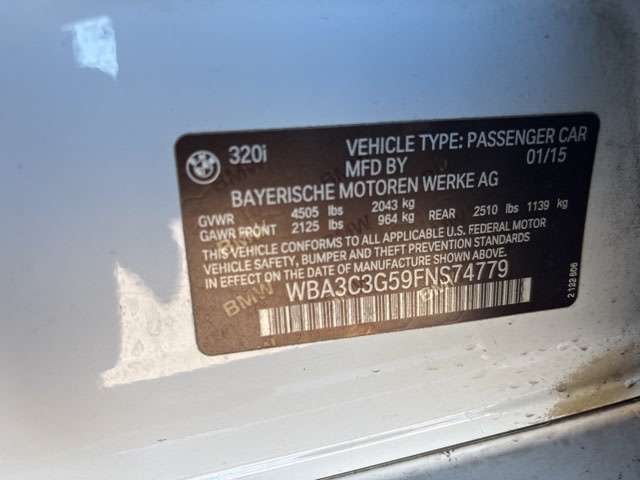 320i VEHICLE TYPE: PASSENGER CAR
MFD BY 01/15
BAYERISCHE MOTOREN WERKE AG
GVWR 4505 lbs 2043 kg
GAWR FRONT 2125 lbs 964 kg REAR 2510 lbs 1139 kg
THIS VEHICLE CONFORMS TO ALL APPLICABLE U.S. FEDERAL MOTOR
VEHICLE SAFETY, BUMPER AND THEFT PREVENTION STANDARDS
IN EFFECT ON THE DATE OF MANUFACTURE SHOWN ABOVE.
WBA3C3G59FNS74779
2 122 606
BMW